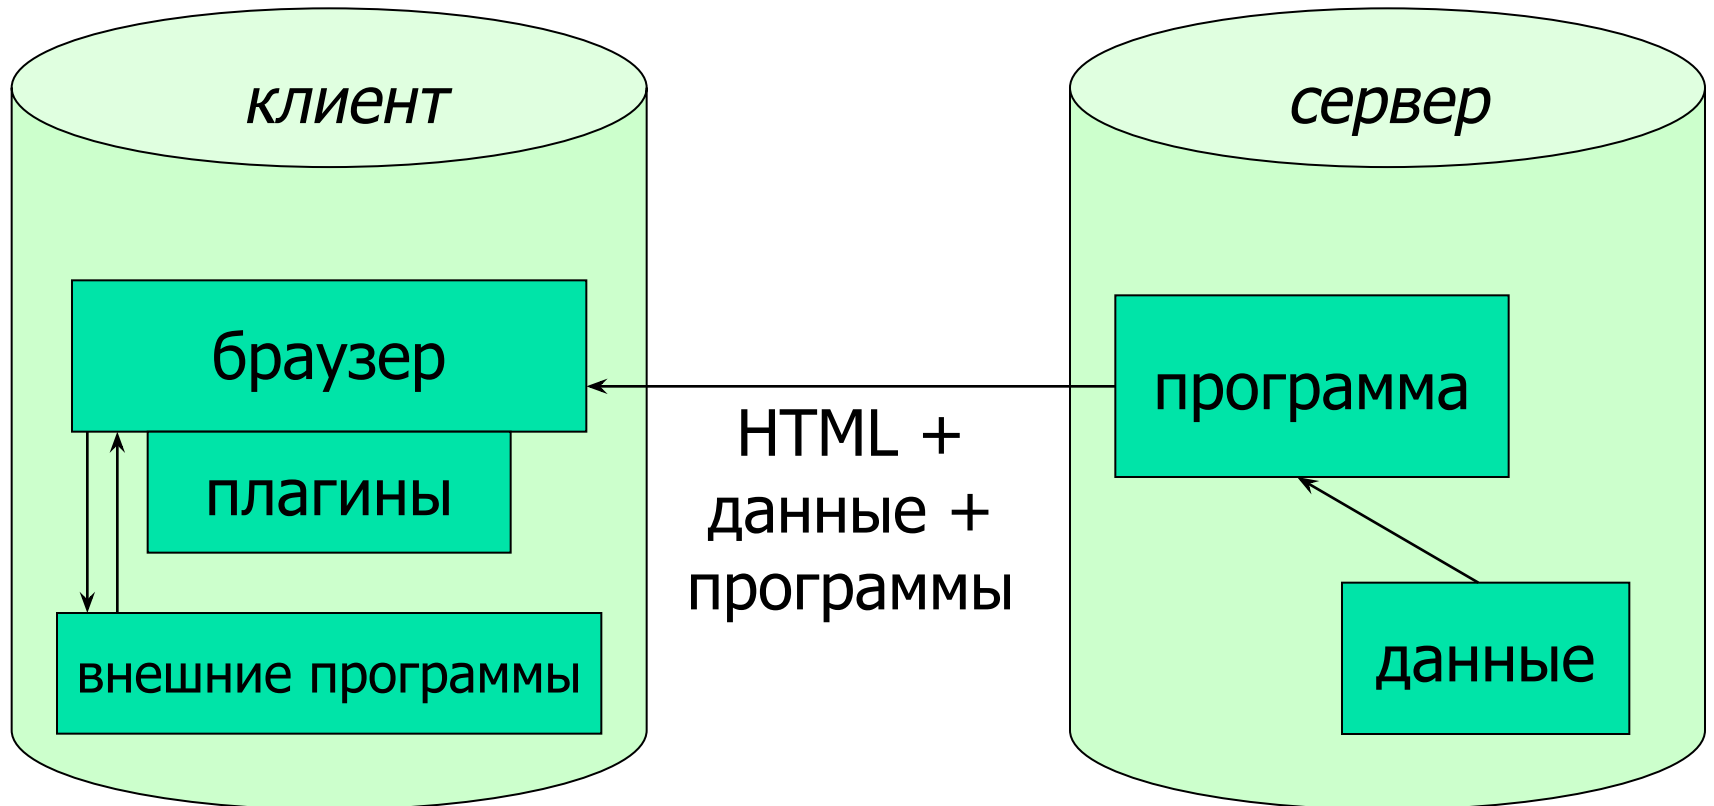 клиент
сервер
браузер
программа
HTML +
данные +
программы
плагины
внешние программы
данные